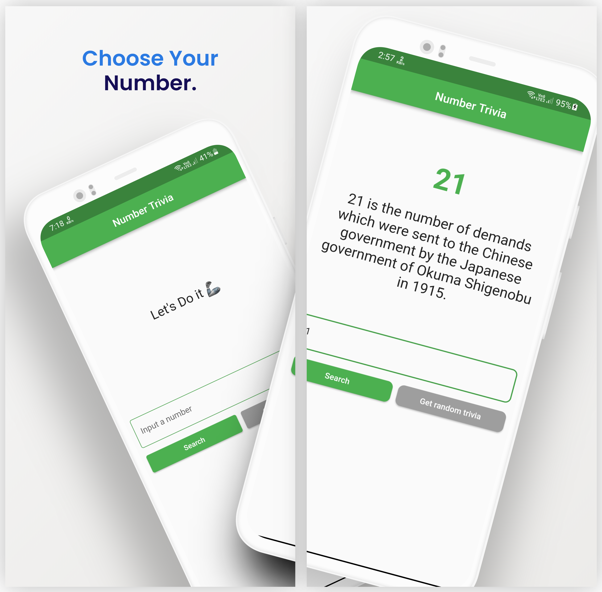 Choose Your
Number.
7:18
41%
Number Trivia
Let's Do it 🦾
Input a number
Search
2:57
95%
Number Trivia
21
21 is the number of demands
which were sent to the Chinese
government by the Japanese
government of Okuma Shigenobu
in 1915.
Search
Get random trivia